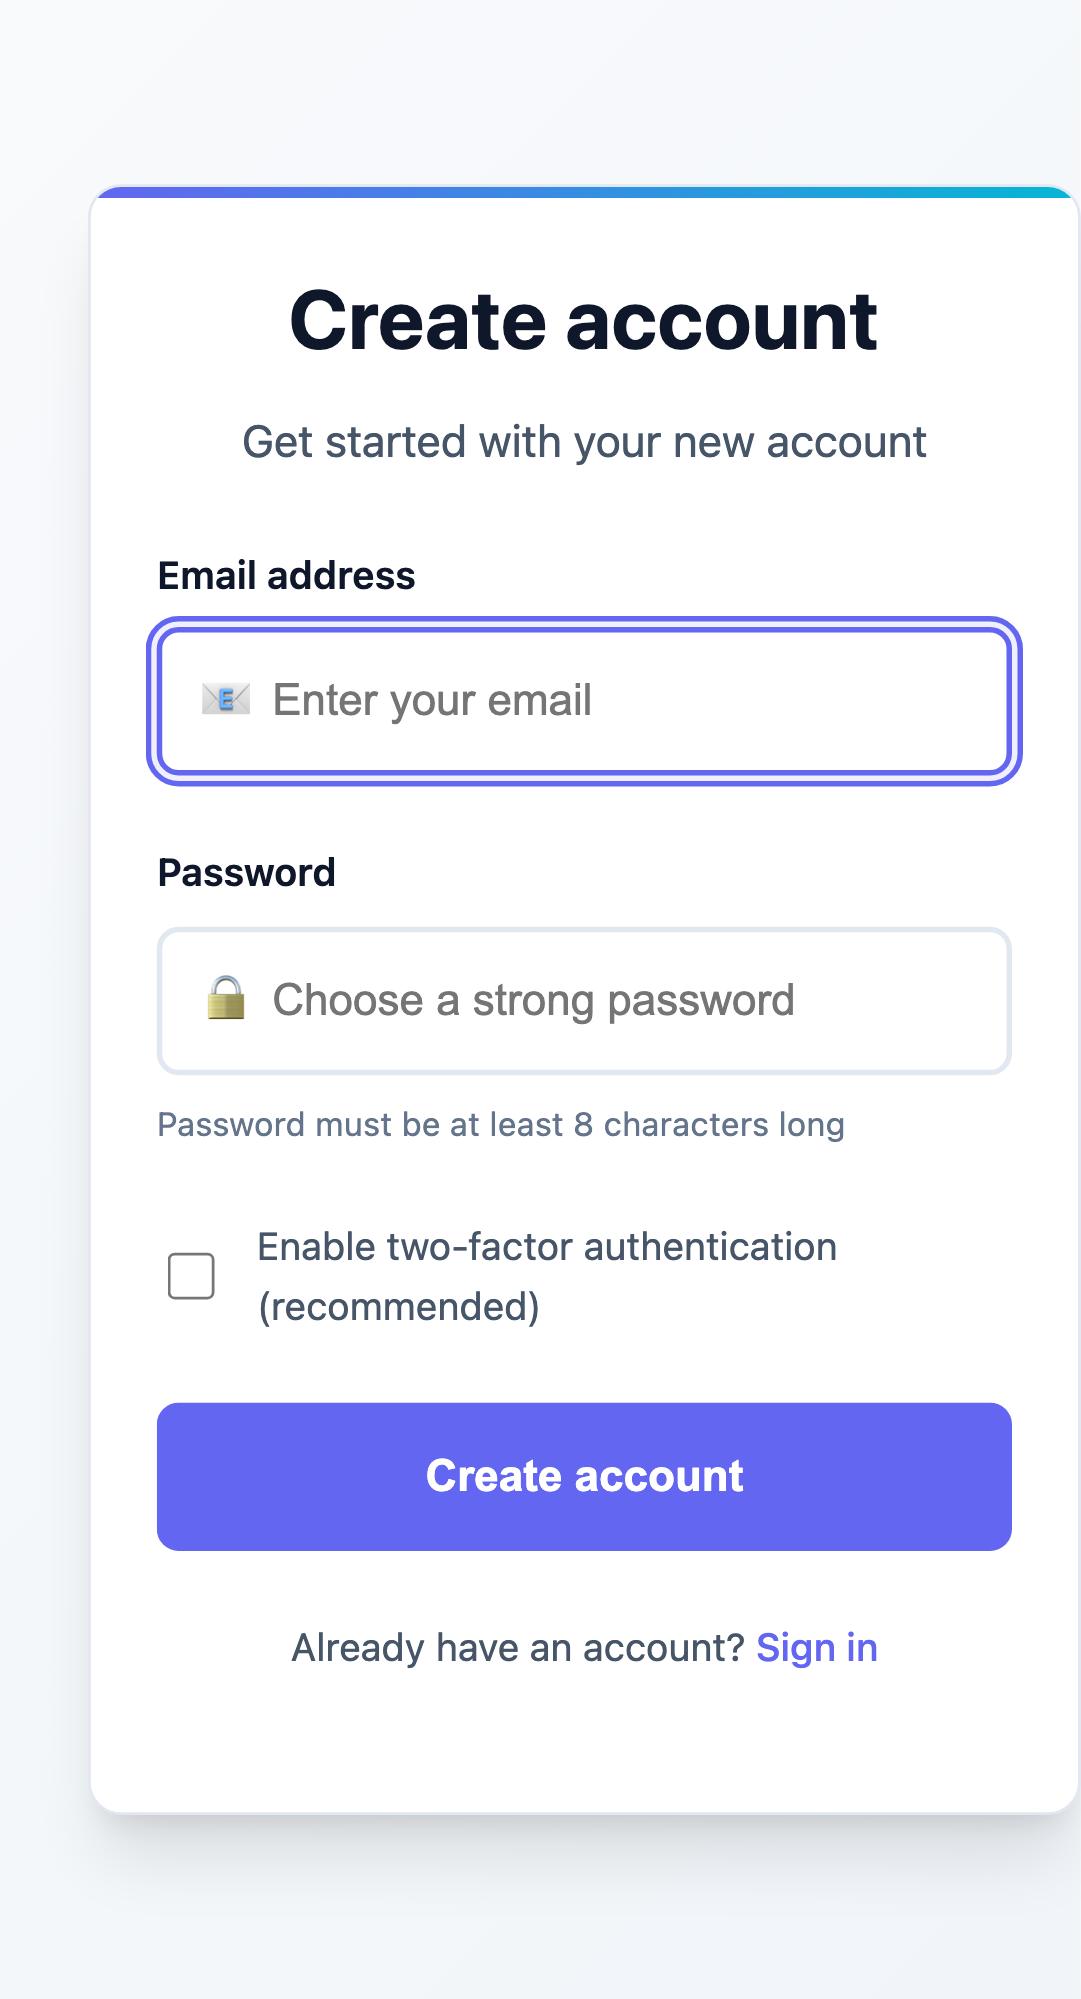 Create account
Get started with your new account
Email address
Enter your email
Password
Choose a strong password
Password must be at least 8 characters long
Enable two-factor authentication
(recommended)
Create account
Already have an account? Sign in